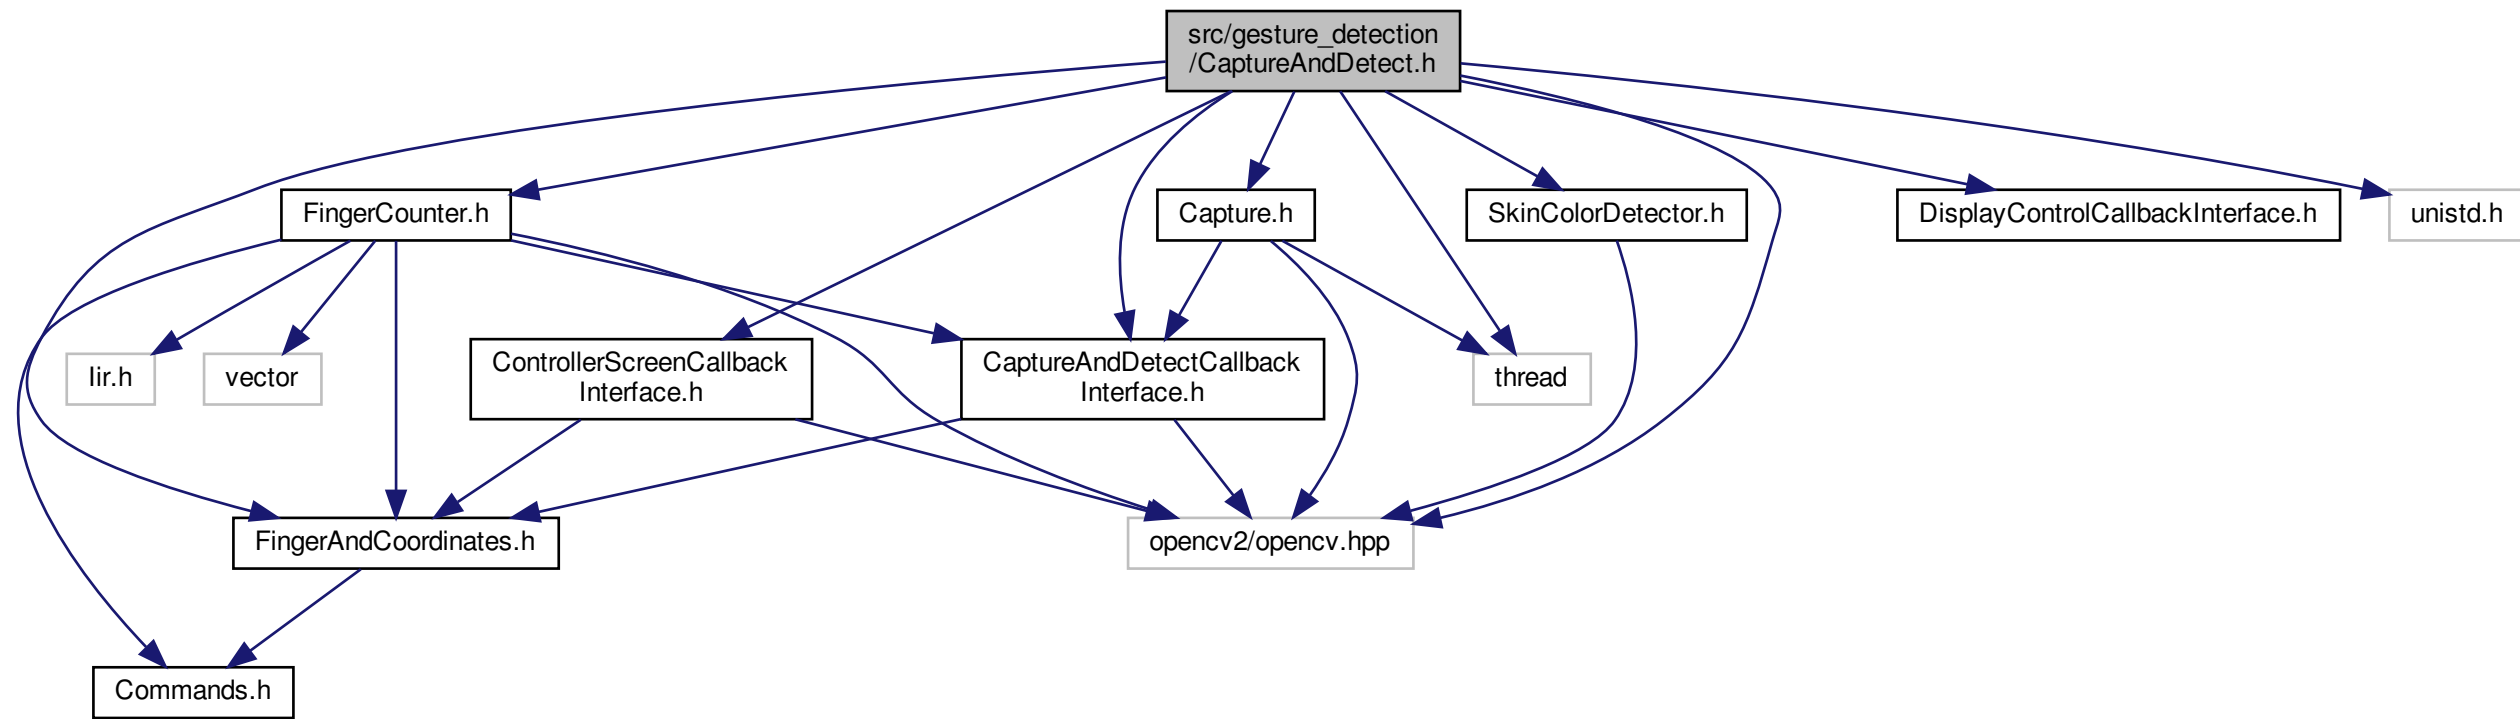 src/gesture_detection
/CaptureAndDetect.h
FingerCounter.h
Capture.h
SkinColorDetector.h
DisplayControlCallbackInterface.h
unistd.h
Iir.h
vector
ControllerScreenCallback
Interface.h
CaptureAndDetectCallback
Interface.h
thread
FingerAndCoordinates.h
opencv2/opencv.hpp
Commands.h